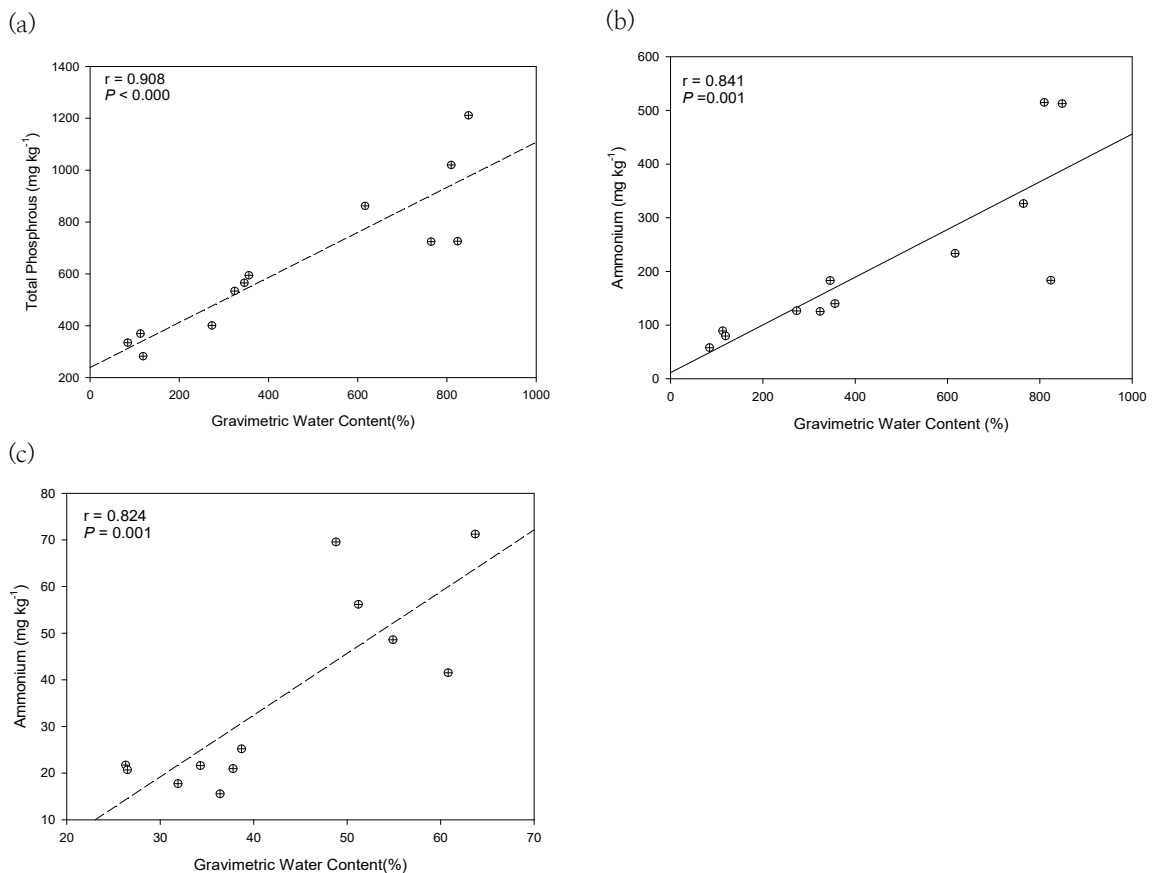 (a)
r = 0.908
P < 0.000
1400
1200
1000
800
600
400
200
0 200 400 600 800 1000
Total Phosphrous (mg kg⁻¹)
Gravimetric Water Content(%)
(b)
r = 0.841
P =0.001
600
500
400
300
200
100
0
0 200 400 600 800 1000
Ammonium (mg kg⁻¹)
Gravimetric Water Content (%)
(c)
r = 0.824
P = 0.001
80
70
60
50
40
30
20
10
20 30 40 50 60 70
Ammonium (mg kg⁻¹)
Gravimetric Water Content(%)